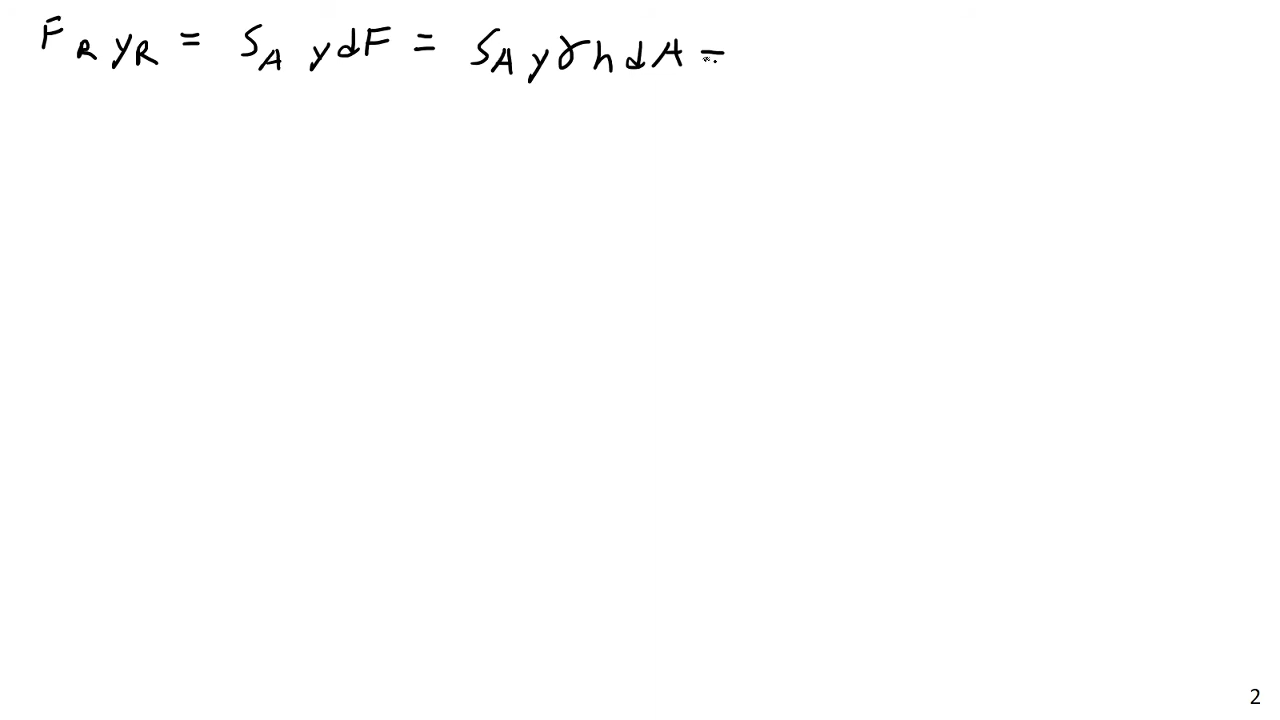 F_R y_R = ∫_A y dF = ∫_A y γ h dA =
2